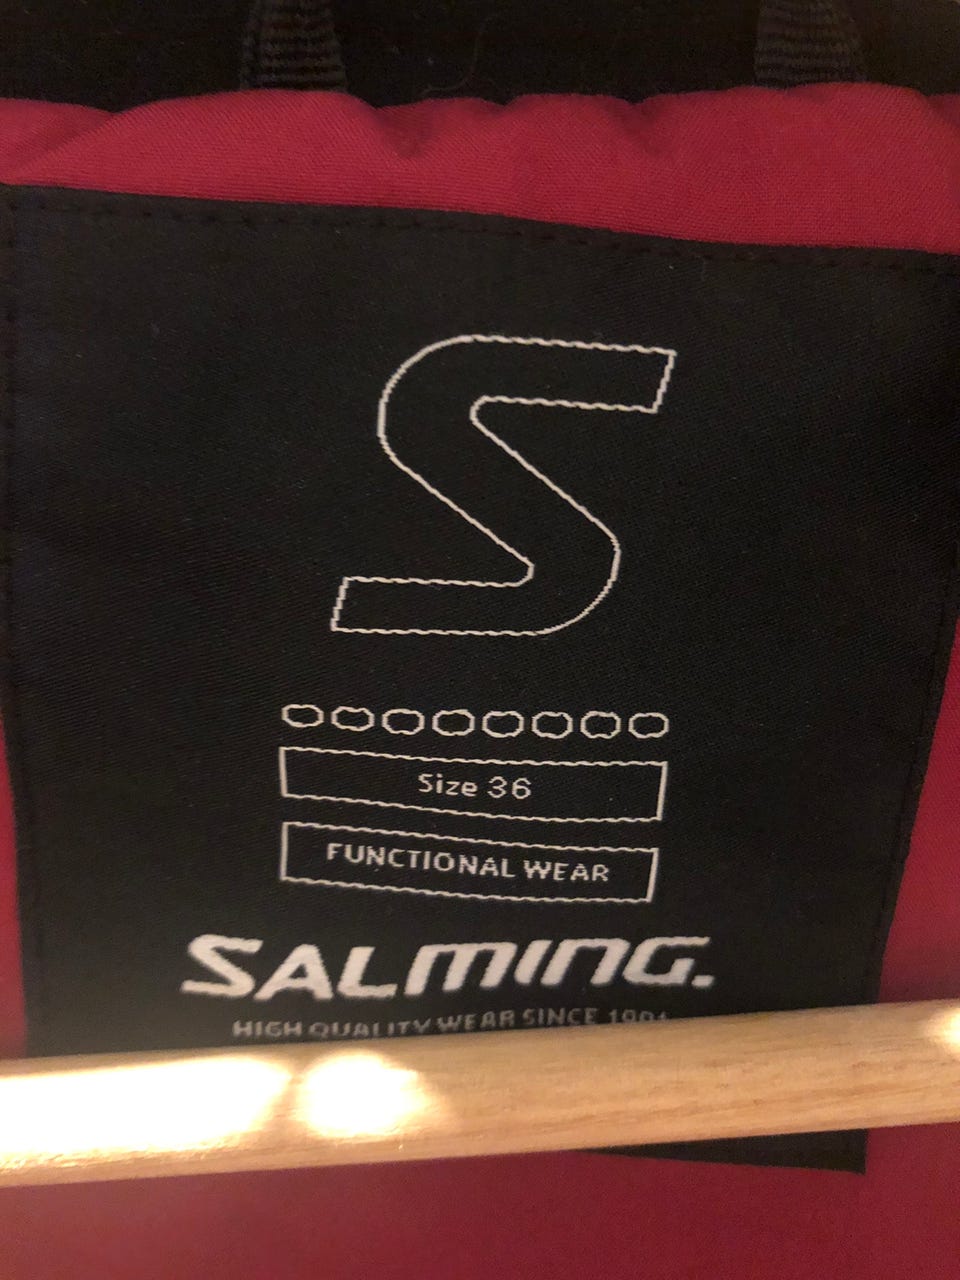 S
Size 36
FUNCTIONAL WEAR
SALMING.
HIGH QUALITY WEAR SINCE